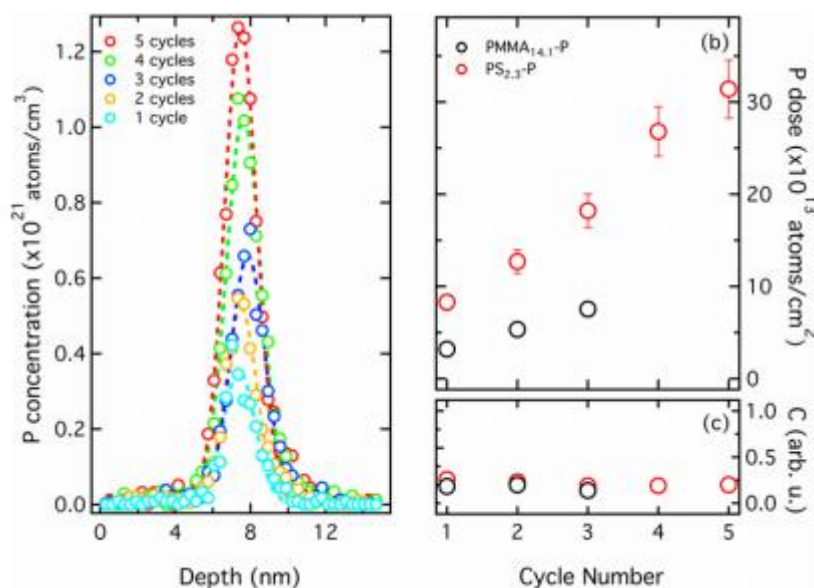 P concentration (x10²¹ atoms/cm³)
1.2
1.0
0.8
0.6
0.4
0.2
0.0
5 cycles
4 cycles
3 cycles
2 cycles
1 cycle
0
4
8
12
Depth (nm)
PMMA₁₄.₁-P
PS₂.₃-P
(b)
30
20
10
0
P dose (x10¹³ atoms/cm²)
(c)
1.0
0.5
0.0
C (arb. u.)
1
2
3
4
5
Cycle Number